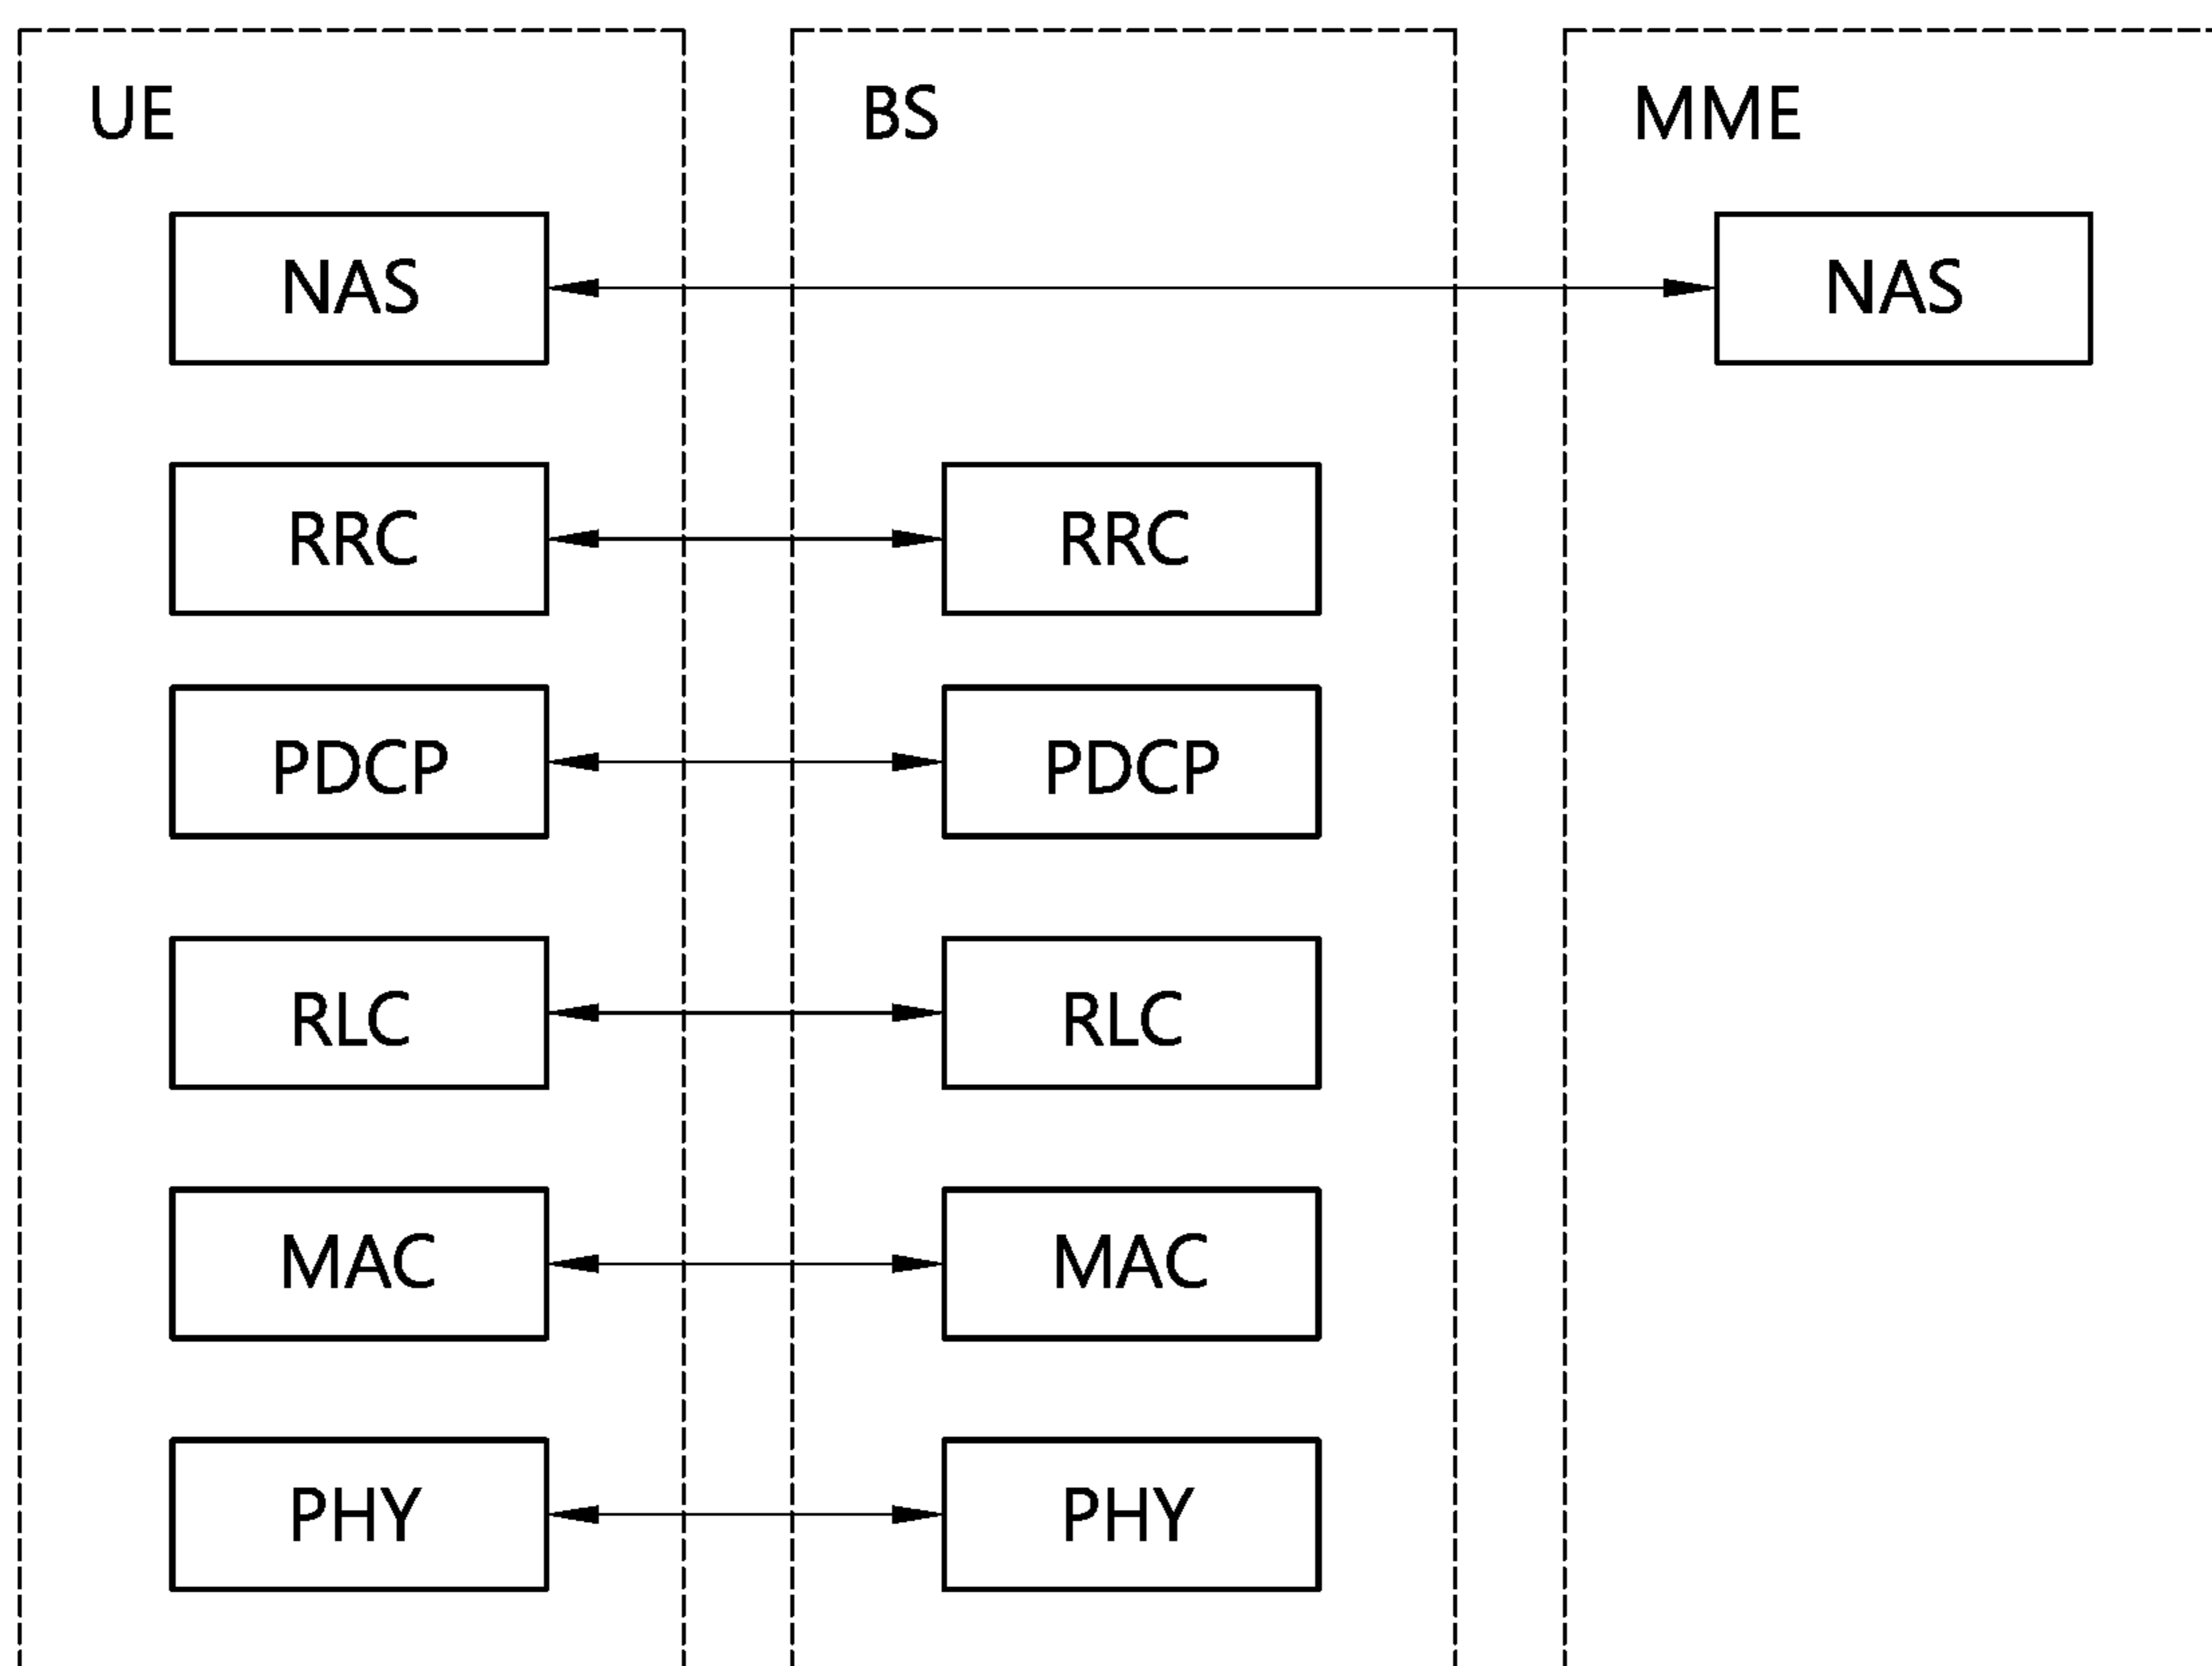 UE BS MME
NAS NAS
RRC RRC
PDCP PDCP
RLC RLC
MAC MAC
PHY PHY